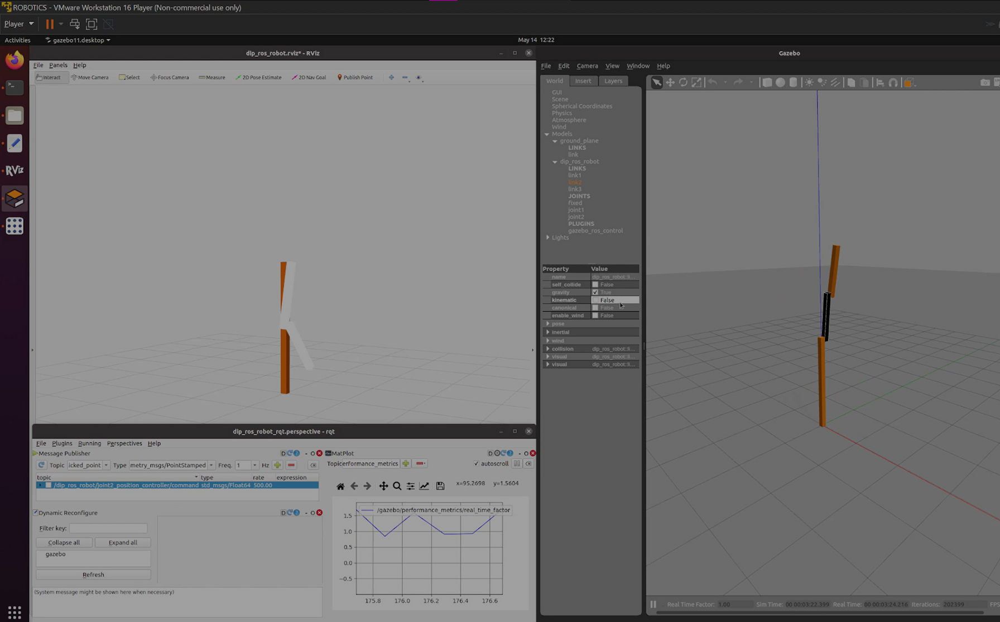 ROBOTICS - VMware Workstation 16 Player (Non-commercial use only)
Player
Activities
gazebo11.desktop
May 14 12:22
dip_ros_robot.rviz* - RViz
File Panels Help
Interact Move Camera Select Focus Camera Measure 2D Pose Estimate 2D Nav Goal Publish Point
RViz
Gazebo
File Edit Camera View Window Help
World Insert Layers
GUI
Scene
Spherical Coordinates
Physics
Atmosphere
Wind
Models
ground_plane
LINKS
link
dip_ros_robot
LINKS
link1
link2
link3
JOINTS
fixed
joint1
joint2
PLUGINS
gazebo_ros_control
Lights
Property Value
name dip_ros_robot::li...
self_collide False
gravity True
kinematic False
canonical False
enable_wind False
pose
inertial
wind
collision dip_ros_robot::li...
visual dip_ros_robot::li...
visual dip_ros_robot::li...
Real Time Factor: 1.00 Sim Time: 00 00:03:22.399 Real Time: 00 00:03:24.216 Iterations: 202399 FPS
dip_ros_robot_rqt.perspective - rqt
File Plugins Running Perspectives Help
Message Publisher D - O
Topic icked_point Type metry_msgs/PointStamped Freq. 1 Hz
topic type rate expression
/dip_ros_robot/joint2_position_controller/command std_msgs/Float64 500.00
Dynamic Reconfigure D - O
Filter key:
Collapse all Expand all
gazebo
Refresh
(System message might be shown here when necessary)
MatPlot D - O
Topic erformance_metrics autoscroll
x=95.2698 y=1.5604
/gazebo/performance_metrics/real_time_factor
1.5
1.0
0.5
0.0
−0.5
175.8 176.0 176.2 176.4 176.6